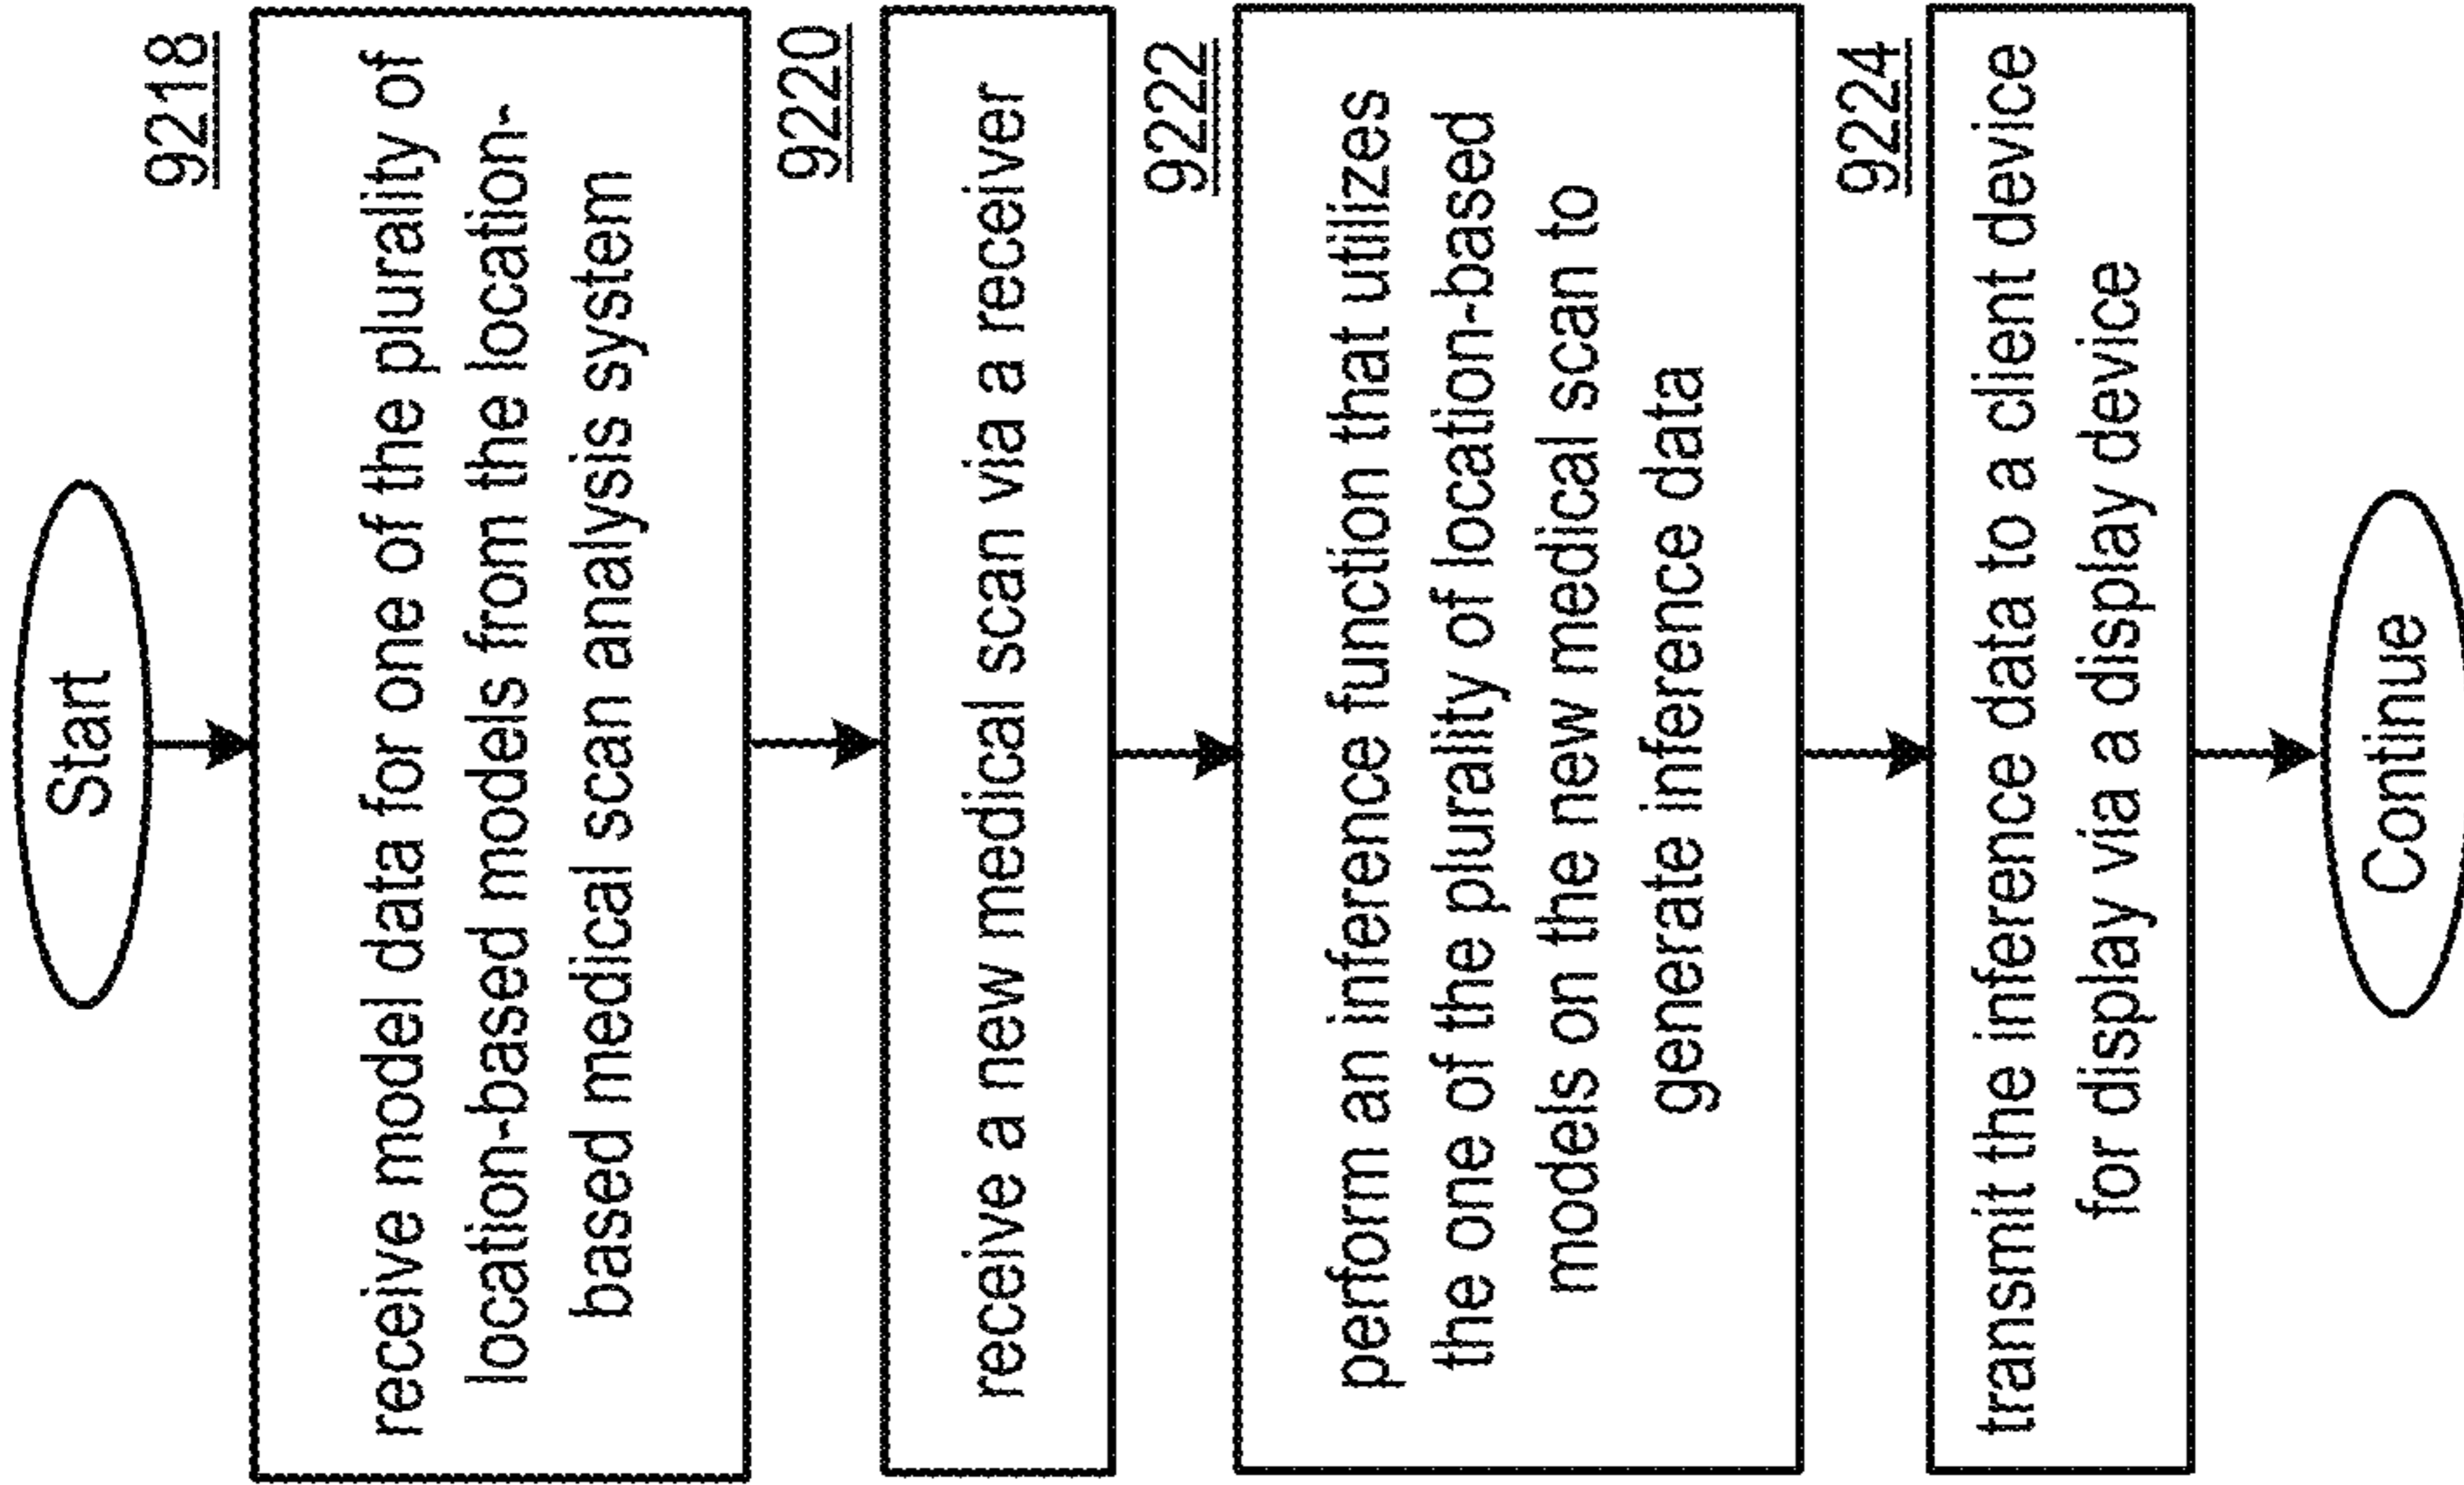 Start
9218
receive model data for one of the plurality of
location-based models from the location-
based medical scan analysis system
9220
receive a new medical scan via a receiver
9222
perform an inference function that utilizes
the one of the plurality of location-based
models on the new medical scan to
generate inference data
9224
transmit the inference data to a client device
for display via a display device
Continue